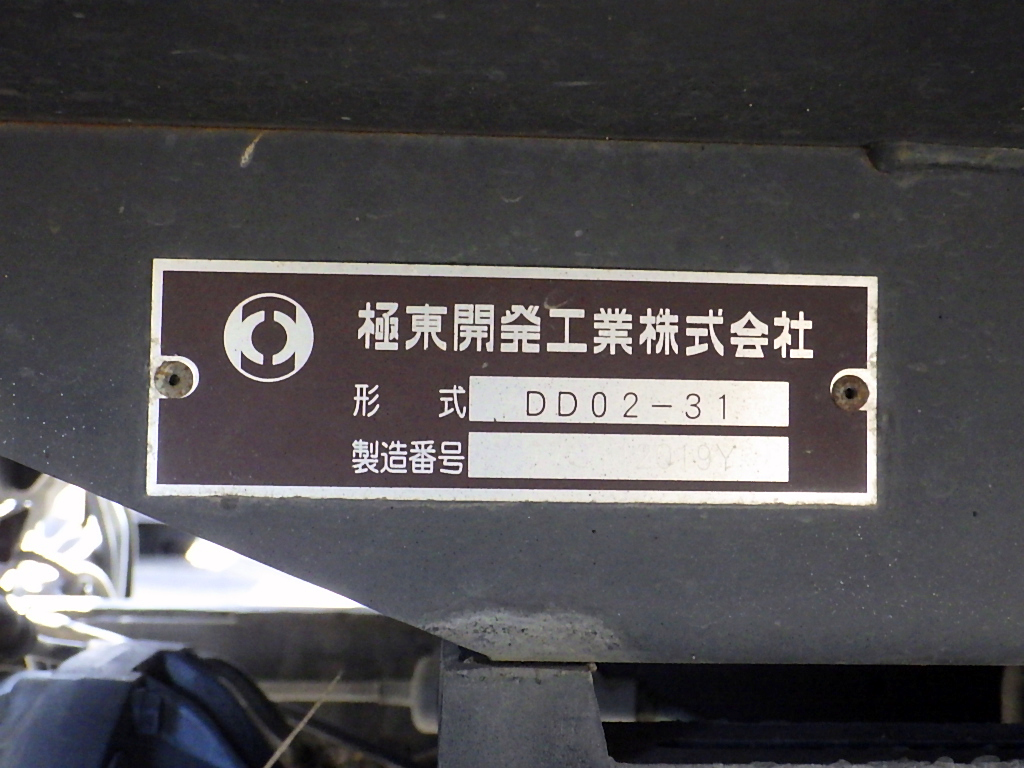 極東開発工業株式会社
形 式 DD02-31
製造番号